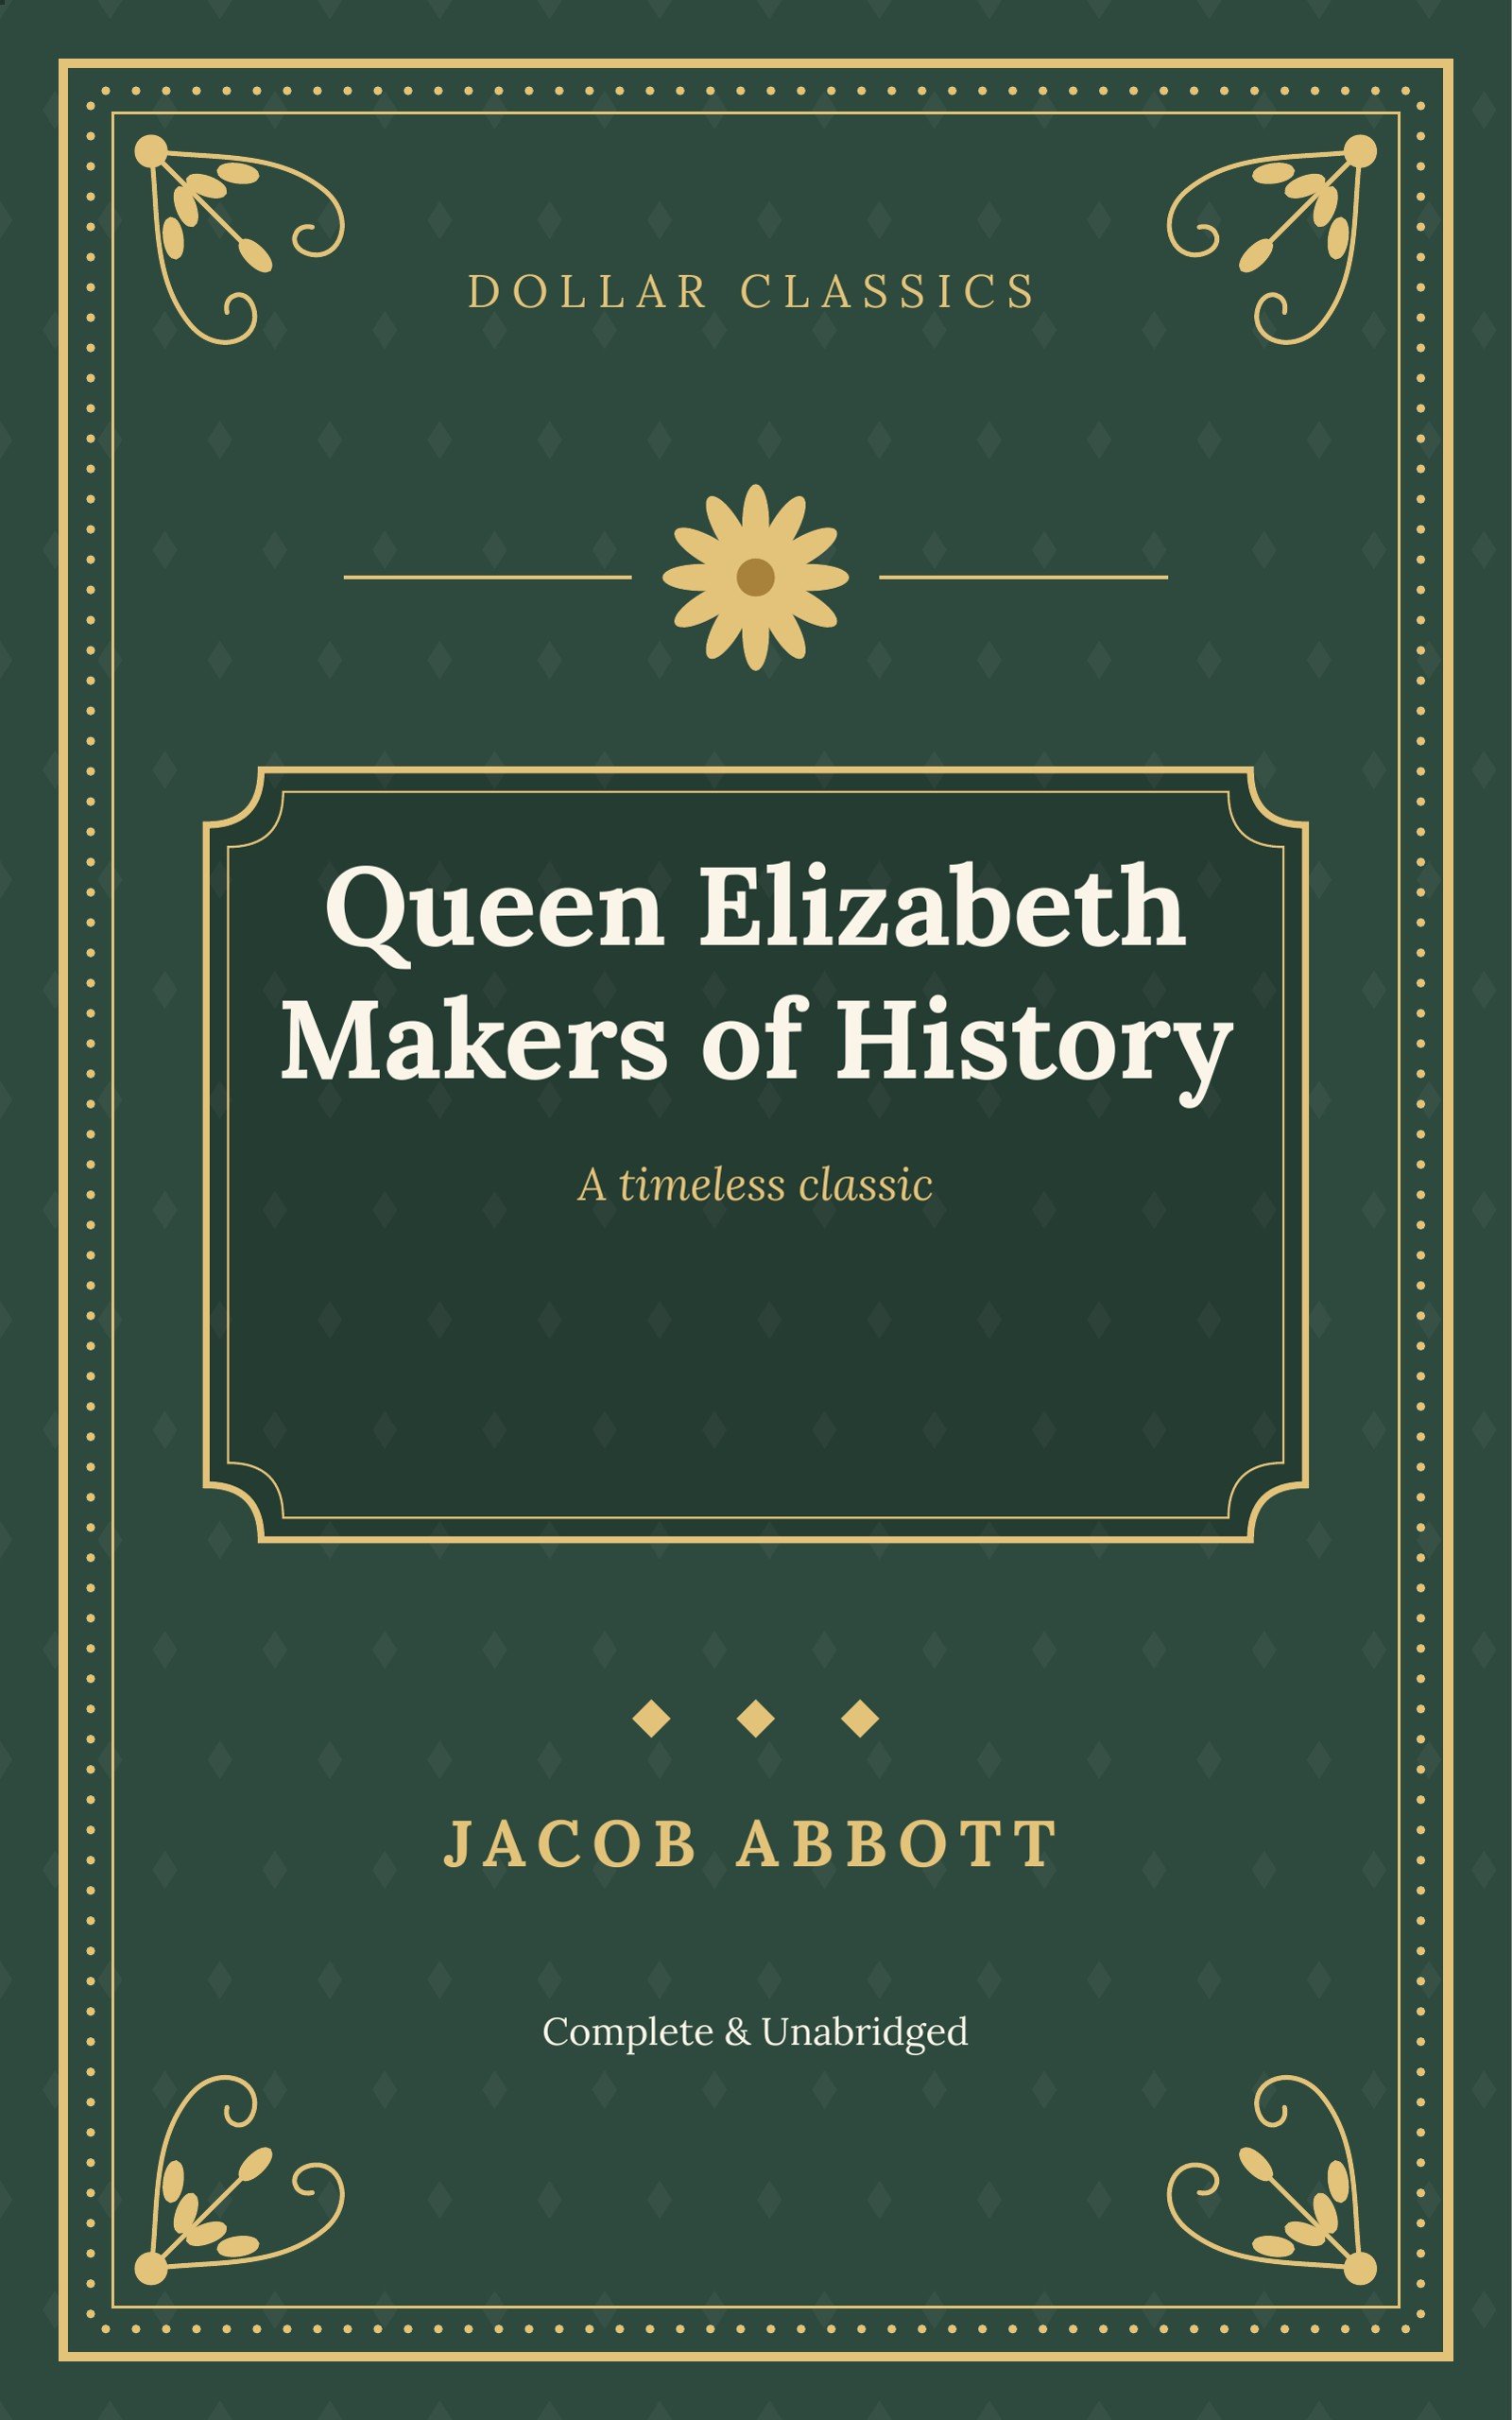 DOLLAR CLASSICS
Queen Elizabeth
Makers of History
A timeless classic
JACOB ABBOTT
Complete & Unabridged